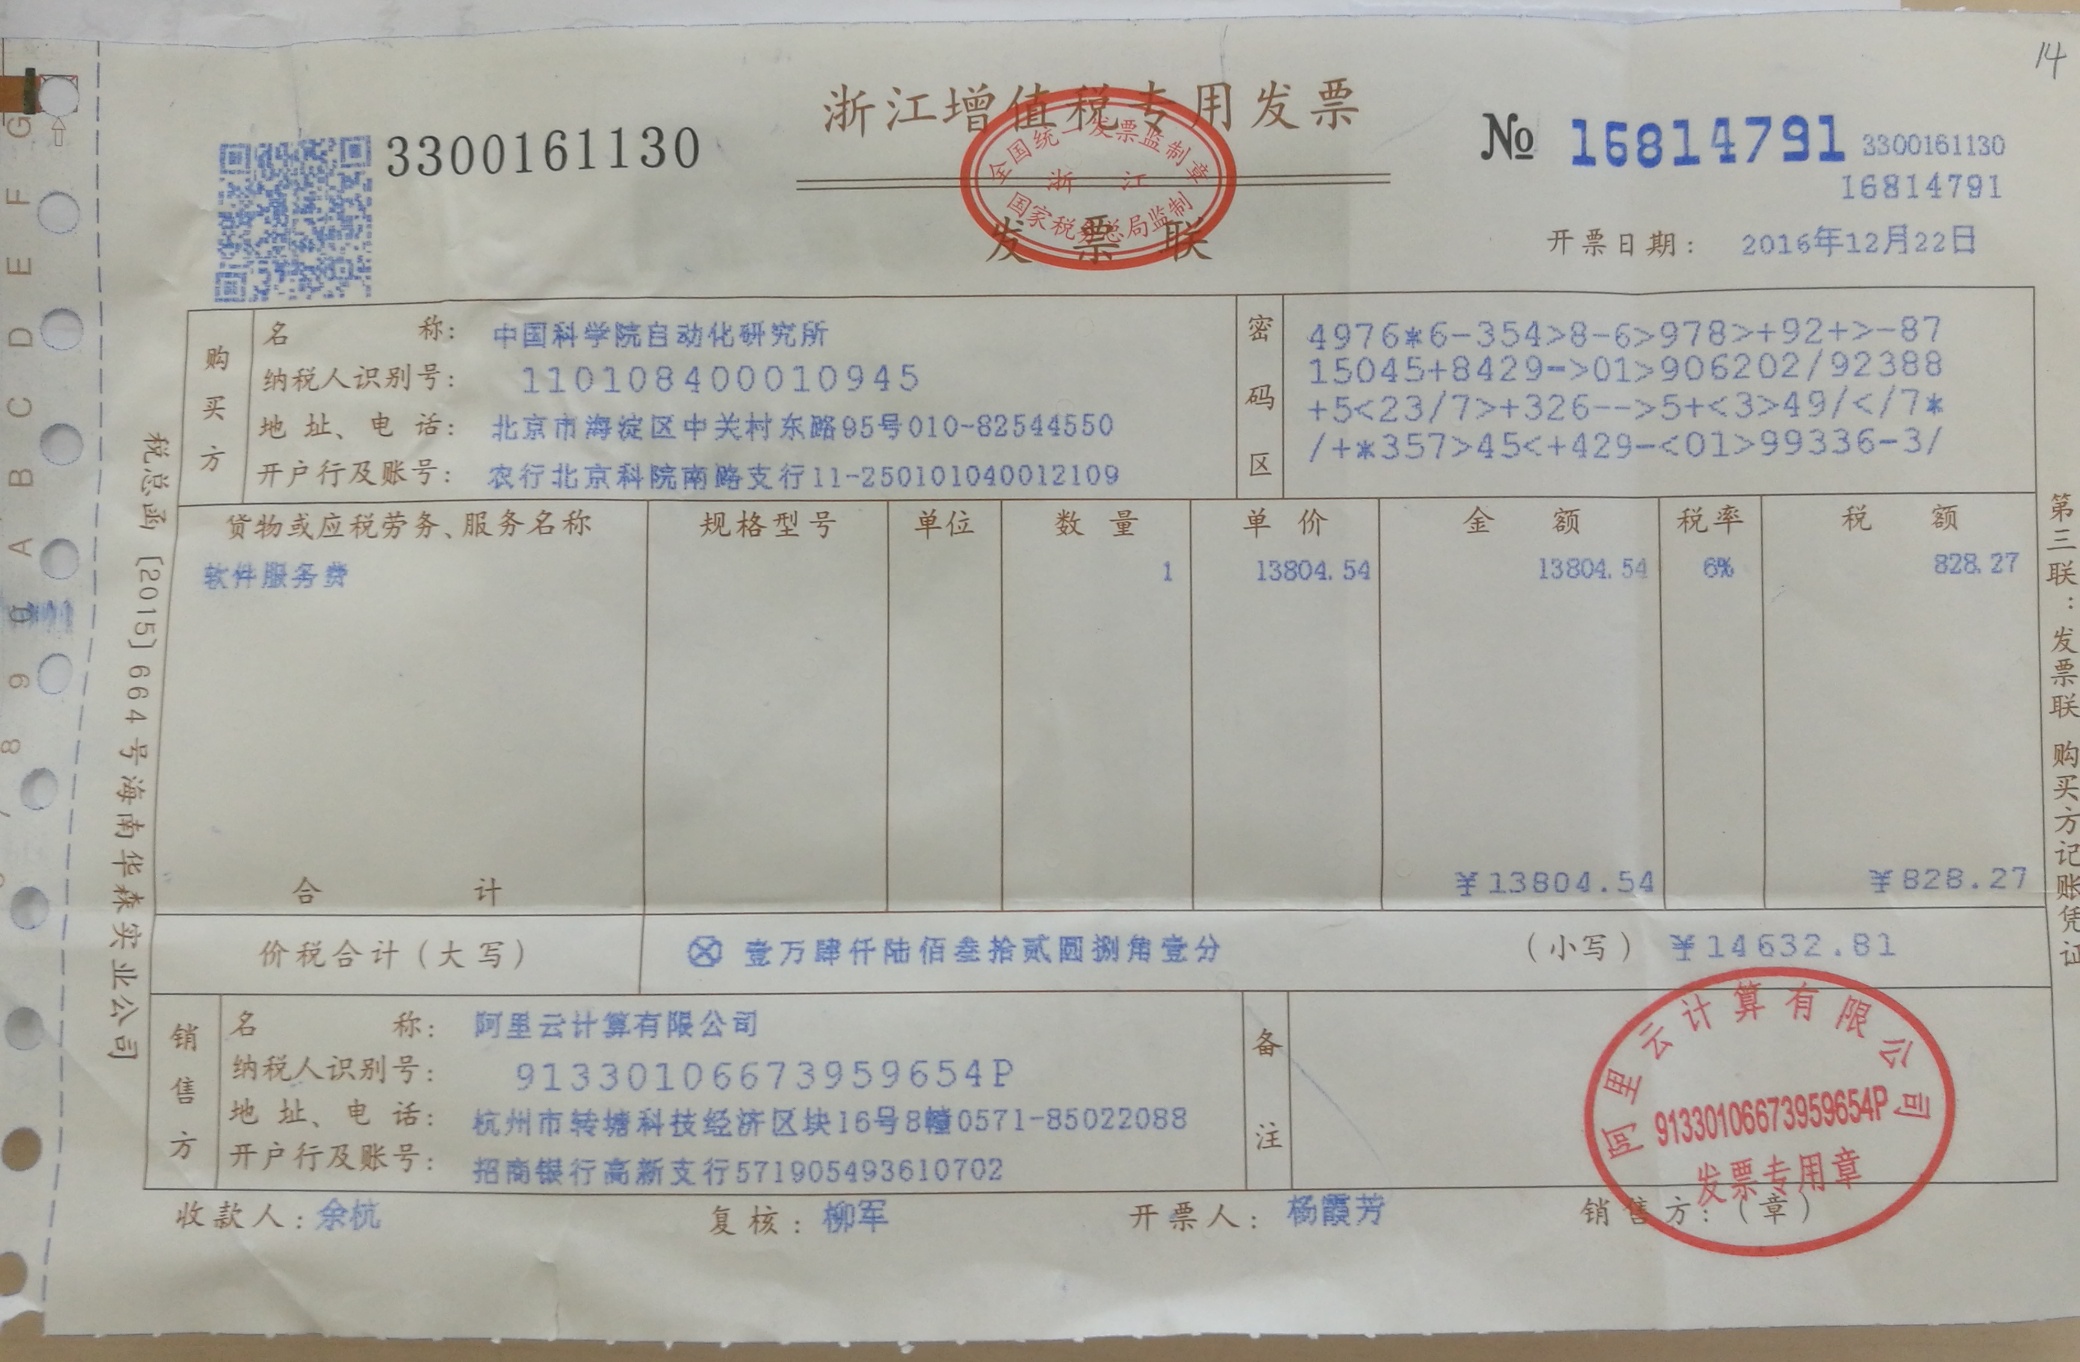 14
浙江增值税专用发票
3300161130
№ 16814791 3300161130
16814791
全国统一发票监制章
浙 江
国家税务总局监制
发票联
开票日期: 2016年12月22日
购买方
名 称: 中国科学院自动化研究所
纳税人识别号: 110108400010945
地 址、电 话: 北京市海淀区中关村东路95号010-82544550
开户行及账号: 农行北京科院南路支行11-250101040012109
密码区
4976*6-354>8-6>978>+92+>-87
15045+8429->01>906202/92388
+5<23/7>+326-->5+<3>49/</7*
/+*357>45<+429-<01>99336-3/
货物或应税劳务、服务名称 规格型号 单位 数 量 单 价 金 额 税率 税 额
软件服务费 1 13804.54 13804.54 6% 828.27
合 计 ¥13804.54 ¥828.27
价税合计(大写) ⊗ 壹万肆仟陆佰叁拾贰圆捌角壹分 (小写) ¥14632.81
销售方
名 称: 阿里云计算有限公司
纳税人识别号: 91330106673959654P
地 址、电 话: 杭州市转塘科技经济区块16号8幢0571-85022088
开户行及账号: 招商银行高新支行571905493610702
备注
阿里云计算有限公司
91330106673959654P
发票专用章
收款人: 余杭 复核: 柳军 开票人: 杨霞芳 销售方:(章)
税总函〔2015〕664号海南华森实业公司
第三联:发票联 购买方记账凭证
G
F
E
D
C
B
A
0
9
8